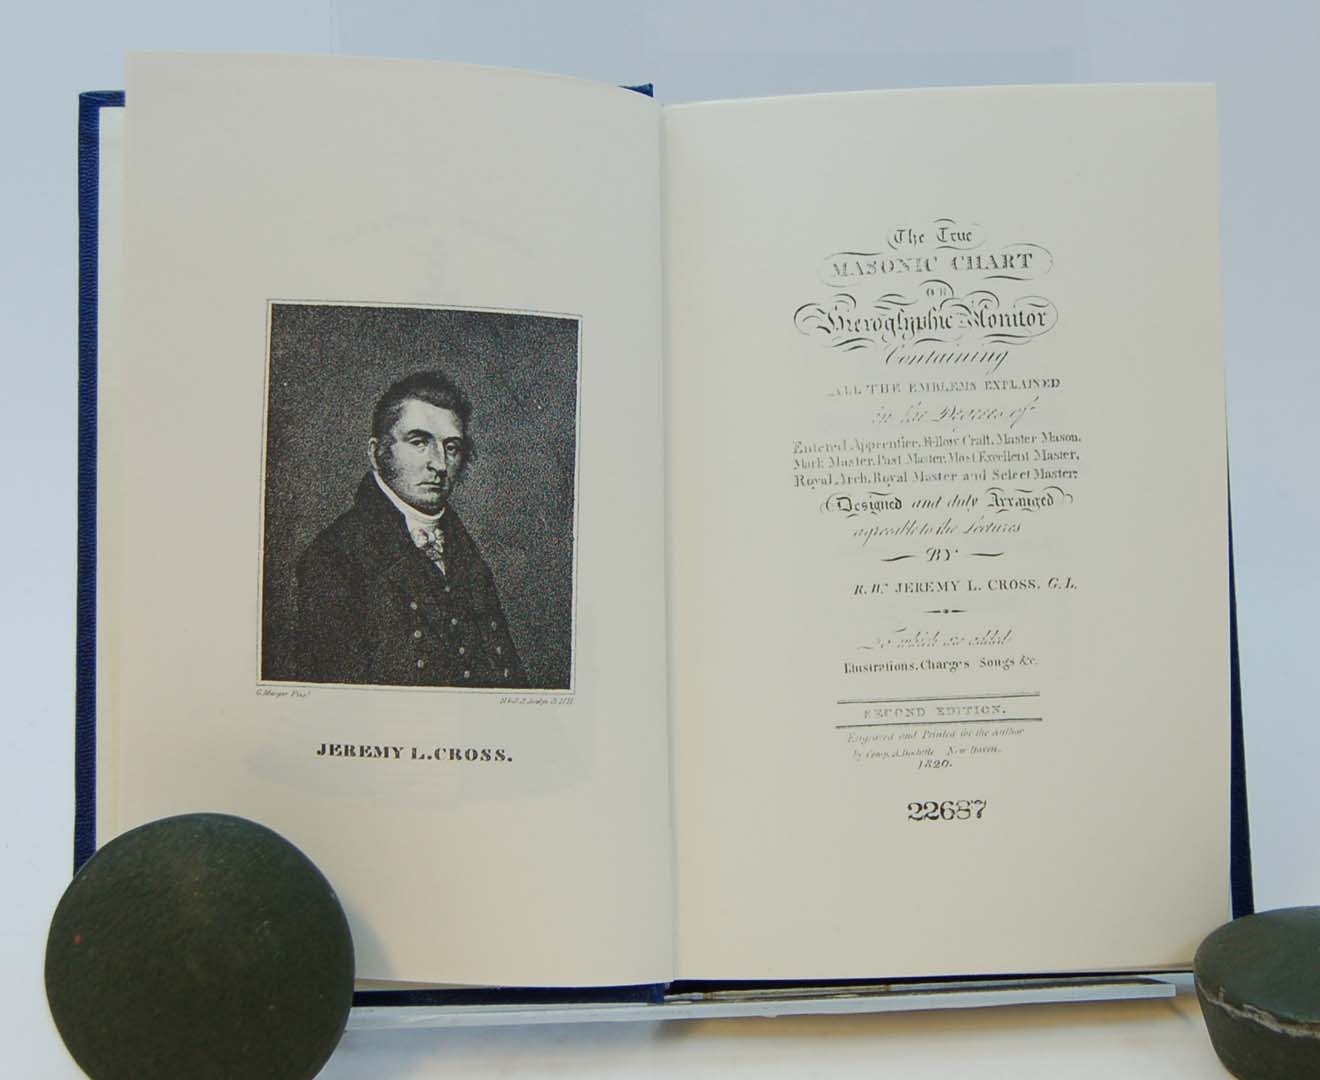 G. Munger Pinx.t
JEREMY L. CROSS.
The True
MASONIC CHART
OR
Hieroglyphic Monitor
Containing
ALL THE EMBLEMS EXPLAINED
in the Degrees of
Entered Apprentice, Fellow Craft, Master Mason,
Mark Master, Past Master, Most Excellent Master,
Royal Arch, Royal Master and Select Master;
Designed and duly Arranged
agreeable to the Lectures
BY
R.W. JEREMY L. CROSS. G.L.
To which are added
Illustrations, Charges Songs &c.
SECOND EDITION.
Engraved and Printed for the author
by Comp. A. Doolittle New Haven.
1820.
22687